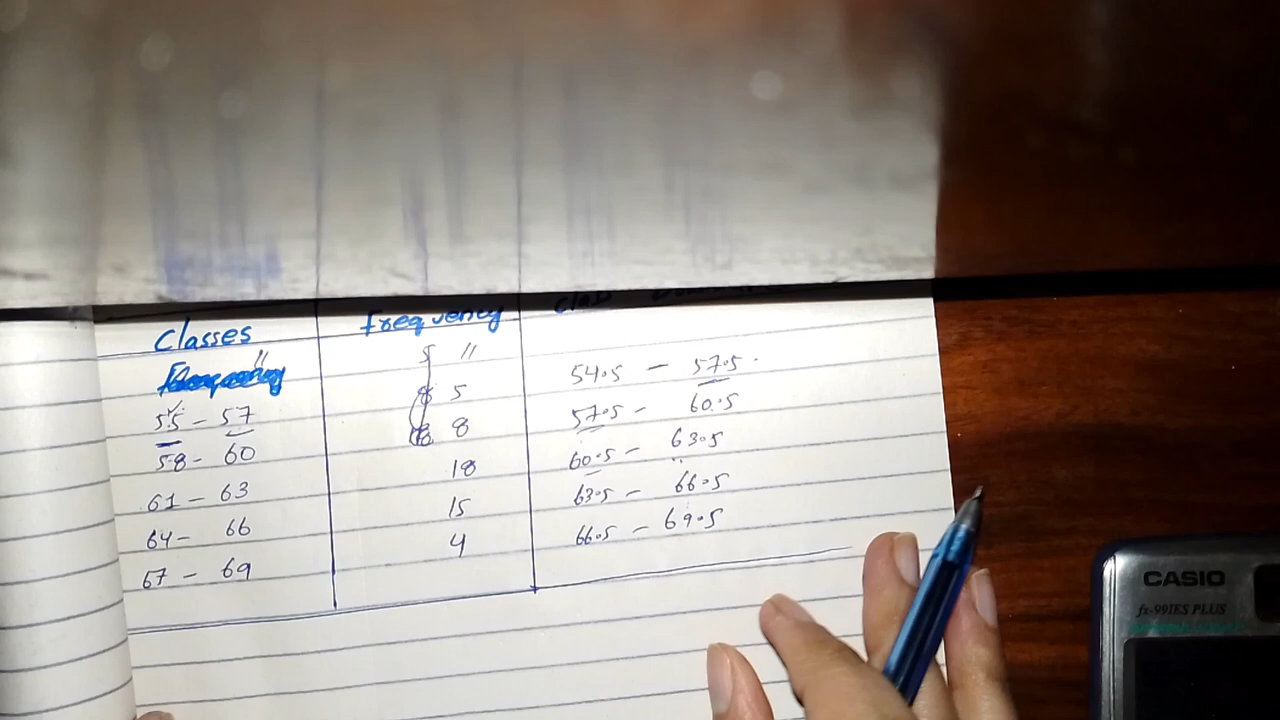 Classes Frequency Class
" 5 "
55 - 57 5 54.5 - 57.5
58 - 60 8 57.5 - 60.5
61 - 63 18 60.5 - 63.5
64 - 66 15 63.5 - 66.5
67 - 69 4 66.5 - 69.5
CASIO
fx-991ES PLUS